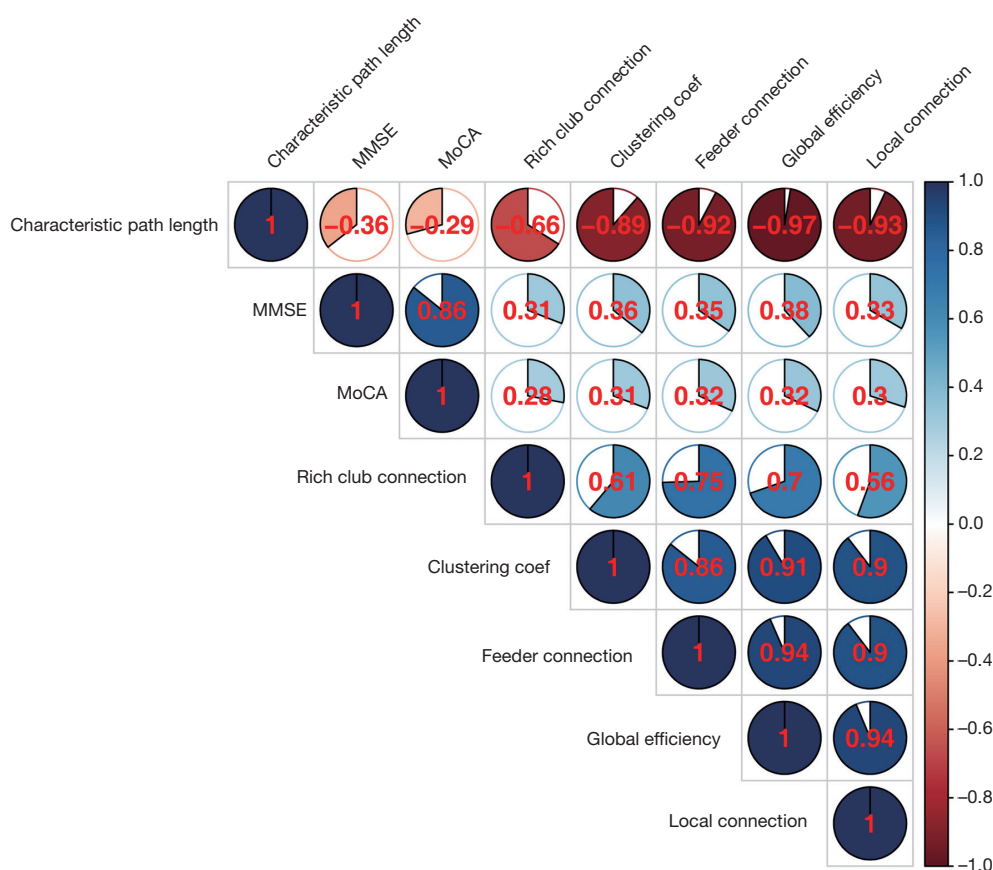 Characteristic path length
MMSE
MoCA
Rich club connection
Clustering coef
Feeder connection
Global efficiency
Local connection
Characteristic path length 1 −0.36 −0.29 −0.66 −0.89 −0.92 −0.97 −0.93
MMSE 1 0.86 0.31 0.36 0.35 0.38 0.33
MoCA 1 0.28 0.31 0.32 0.32 0.3
Rich club connection 1 0.61 0.75 0.7 0.56
Clustering coef 1 0.86 0.91 0.9
Feeder connection 1 0.94 0.9
Global efficiency 1 0.94
Local connection 1
1.0
0.8
0.6
0.4
0.2
0.0
−0.2
−0.4
−0.6
−0.8
−1.0